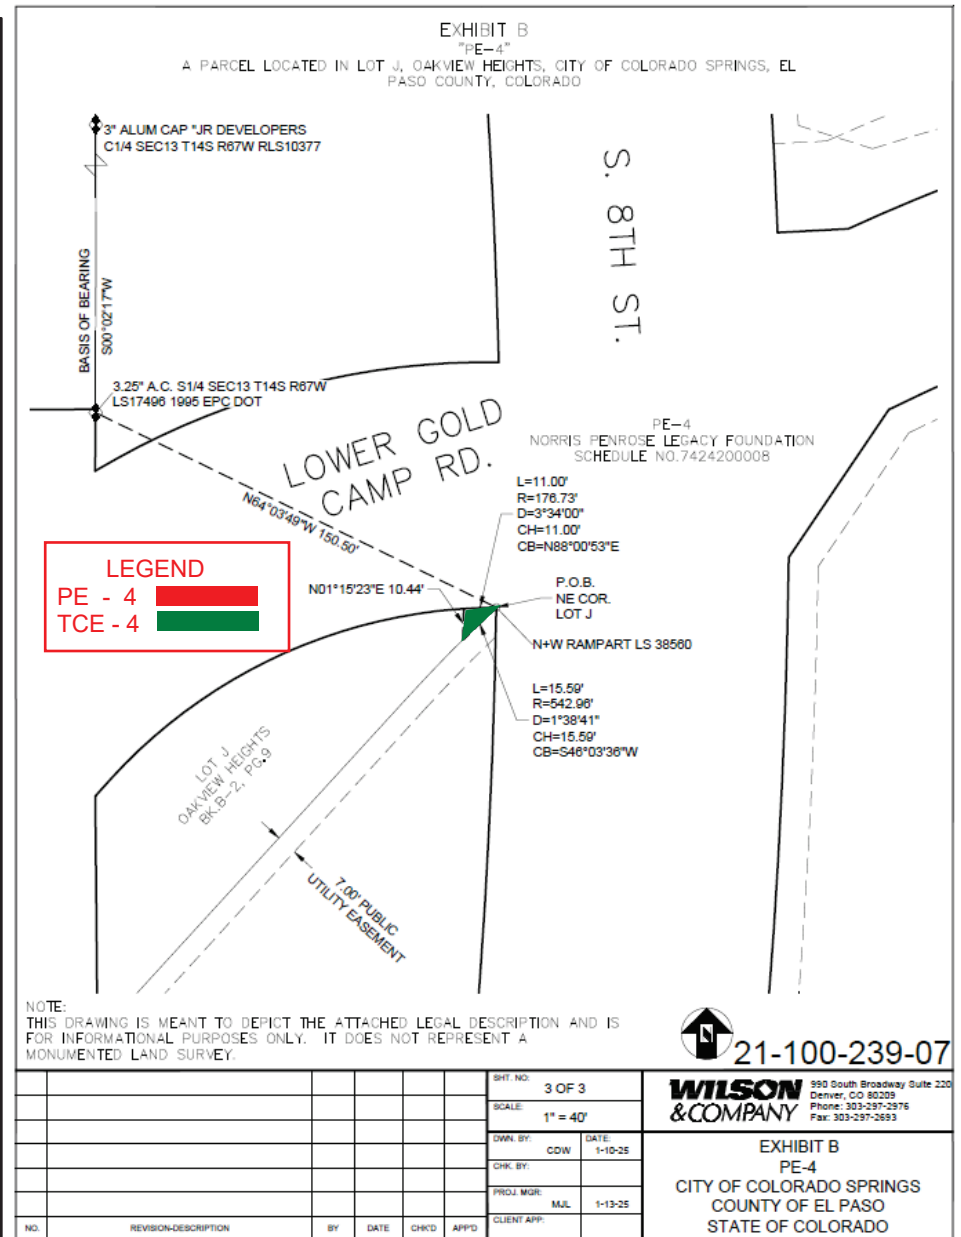 EXHIBIT B
"PE-4"
A PARCEL LOCATED IN LOT J, OAKVIEW HEIGHTS, CITY OF COLORADO SPRINGS, EL
PASO COUNTY, COLORADO
3" ALUM CAP "JR DEVELOPERS
C1/4 SEC13 T14S R67W RLS10377
S. 8TH ST.
BASIS OF BEARING
S00°02'17"W
3.25" A.C. S1/4 SEC13 T14S R67W
LS17496 1995 EPC DOT
LOWER GOLD
CAMP RD.
PE-4
NORRIS PENROSE LEGACY FOUNDATION
SCHEDULE NO.7424200008
N64°03'49"W 150.50'
L=11.00'
R=176.73'
D=3°34'00"
CH=11.00'
CB=N88°00'53"E
LEGEND
PE - 4
TCE - 4
N01°15'23"E 10.44'
P.O.B.
NE COR.
LOT J
N+W RAMPART LS 38560
L=15.59'
R=542.96'
D=1°38'41"
CH=15.59'
CB=S46°03'36"W
LOT J
OAKVIEW HEIGHTS
BK.B-2, PG.9
7.00' PUBLIC
UTILITY EASEMENT
NOTE:
THIS DRAWING IS MEANT TO DEPICT THE ATTACHED LEGAL DESCRIPTION AND IS
FOR INFORMATIONAL PURPOSES ONLY. IT DOES NOT REPRESENT A
MONUMENTED LAND SURVEY.
N
21-100-239-07
SHT. NO:
3 OF 3
SCALE:
1" = 40'
DWN. BY:
CDW
DATE:
1-10-25
CHK. BY:
PROJ. MGR:
MJL
1-13-25
CLIENT APP:
NO. REVISION-DESCRIPTION BY DATE CHK'D APP'D
WILSON
&COMPANY
990 South Broadway Suite 220
Denver, CO 80209
Phone: 303-297-2976
Fax: 303-297-2693
EXHIBIT B
PE-4
CITY OF COLORADO SPRINGS
COUNTY OF EL PASO
STATE OF COLORADO